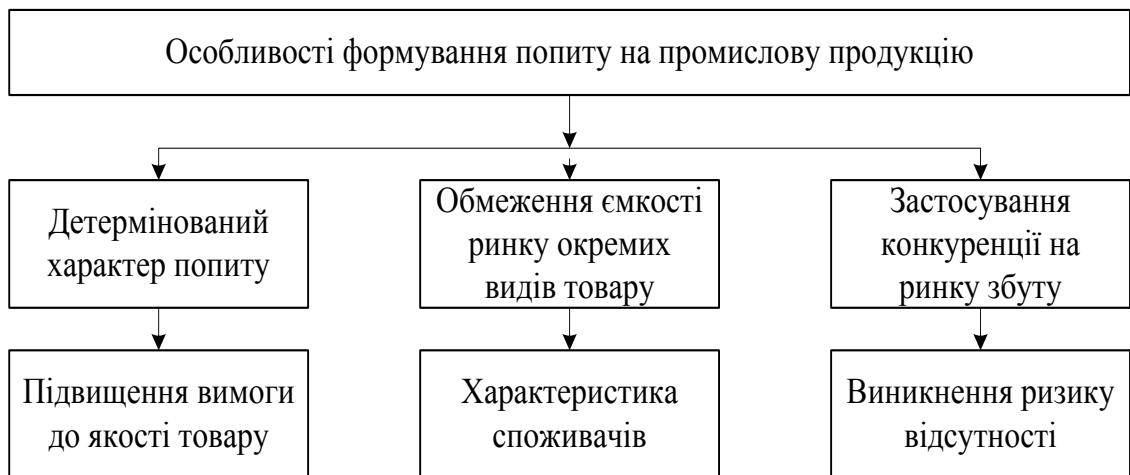 Особливості формування попиту на промислову продукцію
Детермінований
характер попиту
Обмеження ємкості
ринку окремих
видів товару
Застосування
конкуренції на
ринку збуту
Підвищення вимоги
до якості товару
Характеристика
споживачів
Виникнення ризику
відсутності